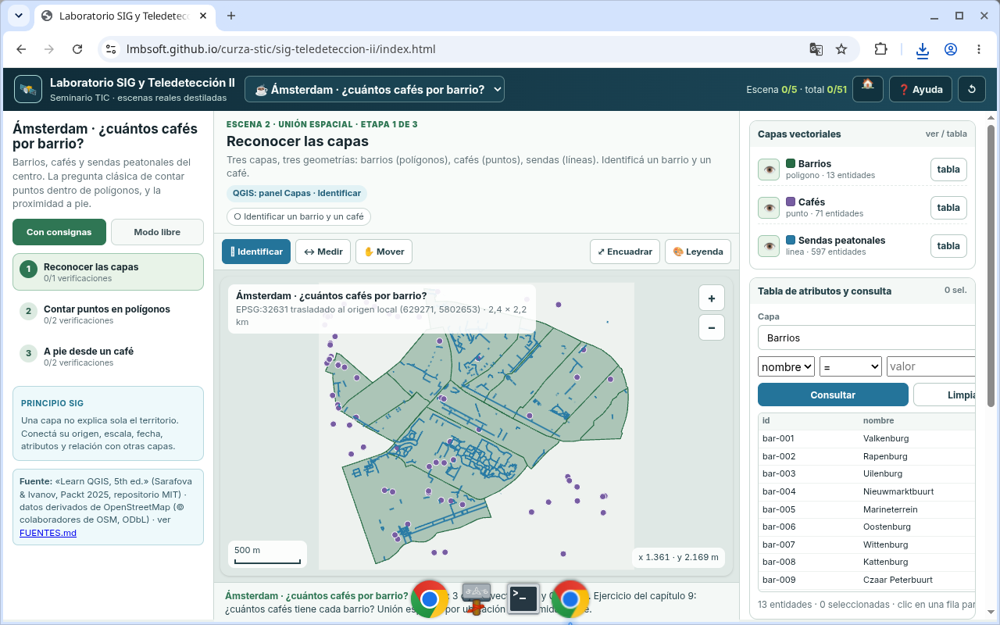 Laboratorio SIG y Teledetec
lmbsoft.github.io/curza-stic/sig-teledeteccion-ii/index.html
Laboratorio SIG y Teledetección II
Seminario TIC · escenas reales destiladas
☕ Ámsterdam · ¿cuántos cafés por barrio?
Escena 0/5 · total 0/51
❓ Ayuda
↺
Ámsterdam · ¿cuántos cafés
por barrio?
Barrios, cafés y sendas peatonales del
centro. La pregunta clásica de contar
puntos dentro de polígonos, y la
proximidad a pie.
Con consignas
Modo libre
1
Reconocer las capas
0/1 verificaciones
2
Contar puntos en polígonos
0/2 verificaciones
3
A pie desde un café
0/2 verificaciones
PRINCIPIO SIG
Una capa no explica sola el territorio.
Conectá su origen, escala, fecha,
atributos y relación con otras capas.
Fuente: «Learn QGIS, 5th ed.» (Sarafova
& Ivanov, Packt 2025, repositorio MIT) ·
datos derivados de OpenStreetMap (©
colaboradores de OSM, ODbL) · ver
FUENTES.md
ESCENA 2 · UNIÓN ESPACIAL · ETAPA 1 DE 3
Reconocer las capas
Tres capas, tres geometrías: barrios (polígonos), cafés (puntos), sendas (líneas). Identificá un barrio y un
café.
QGIS: panel Capas · Identificar
○ Identificar un barrio y un café
Identificar
↔ Medir
✋ Mover
⤢ Encuadrar
🎨 Leyenda
Ámsterdam · ¿cuántos cafés por barrio?
EPSG:32631 trasladado al origen local (629271, 5802653) · 2,4 × 2,2
km
+
−
500 m
x 1.361 · y 2.169 m
Ámsterdam · ¿cuántos cafés por barrio? 3 y Ejercicio del capítulo 9:
¿cuántos cafés tiene cada barrio? Unión por
Capas vectoriales
ver / tabla
Barrios
poligono · 13 entidades
tabla
Cafés
punto · 71 entidades
tabla
Sendas peatonales
linea · 597 entidades
tabla
Tabla de atributos y consulta
0 sel.
Capa
Barrios
nombre
=
valor
Consultar
Limpia
id nombre
bar-001 Valkenburg
bar-002 Rapenburg
bar-003 Uilenburg
bar-004 Nieuwmarktbuurt
bar-005 Marineterrein
bar-006 Oostenburg
bar-007 Wittenburg
bar-008 Kattenburg
bar-009 Czaar Peterbuurt
13 entidades · 0 seleccionadas · clic en una fila par